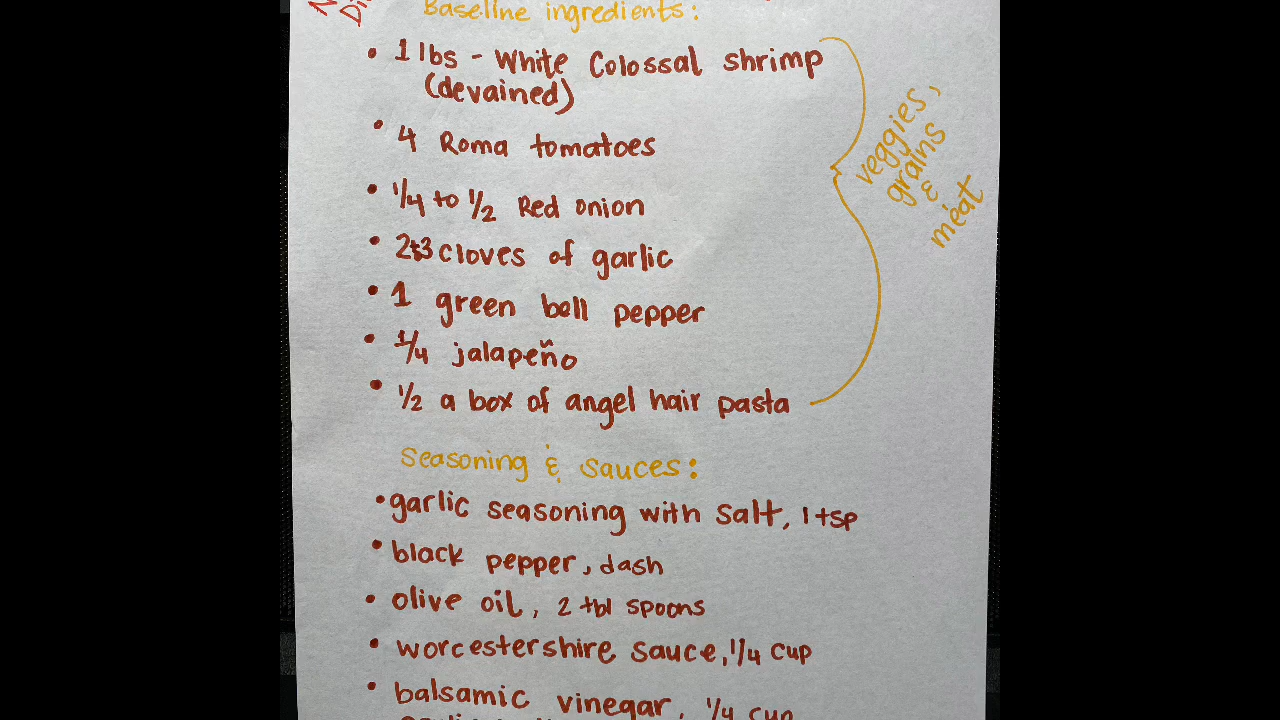 Baseline ingredients:
• 1 lbs - White Colossal shrimp
(devained)
• 4 Roma tomatoes
• 1/4 to 1/2 Red onion
• 2to3 cloves of garlic
• 1 green bell pepper
• 1/4 jalapeño
• 1/2 a box of angel hair pasta
veggies,
grains
&
meat
Seasoning & sauces:
• garlic seasoning with salt, 1 tsp
• black pepper, dash
• olive oil, 2 tbl spoons
• worcestershire sauce, 1/4 cup
• balsamic vinegar, 1/4 cup